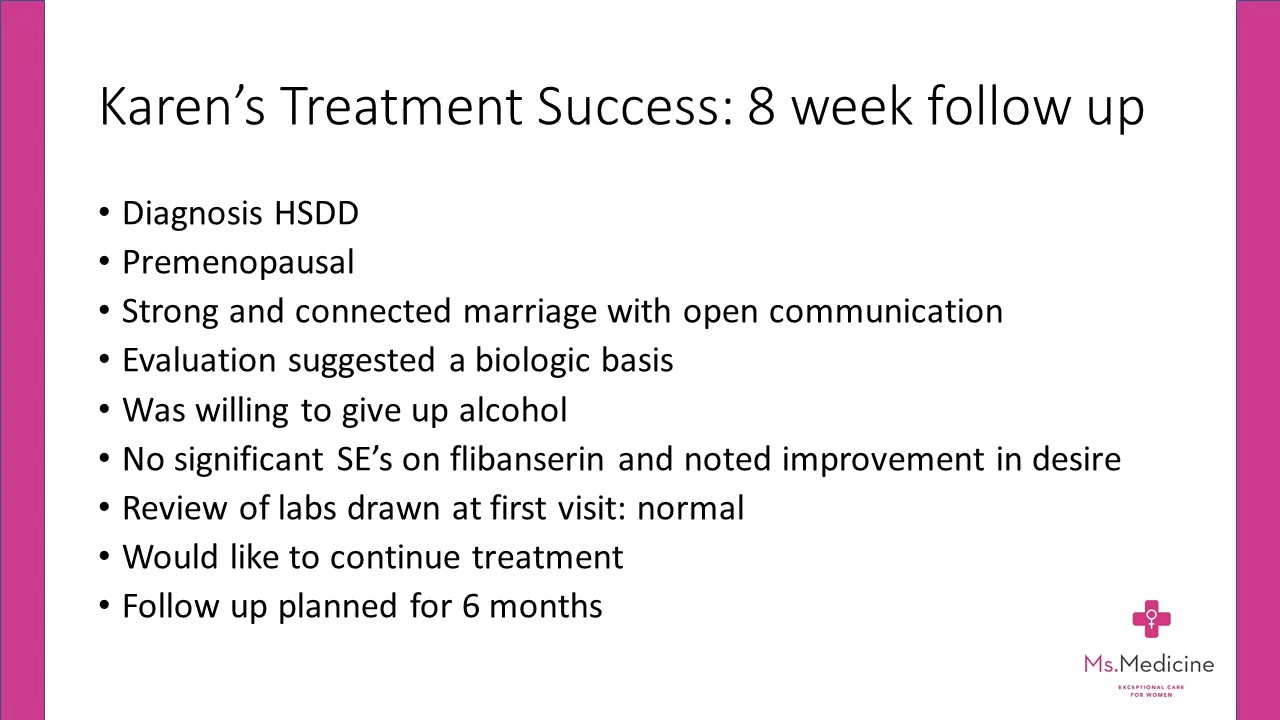 Karen’s Treatment Success: 8 week follow up
• Diagnosis HSDD
• Premenopausal
• Strong and connected marriage with open communication
• Evaluation suggested a biologic basis
• Was willing to give up alcohol
• No significant SE’s on flibanserin and noted improvement in desire
• Review of labs drawn at first visit: normal
• Would like to continue treatment
• Follow up planned for 6 months
Ms.Medicine
EXCEPTIONAL CARE
FOR WOMEN